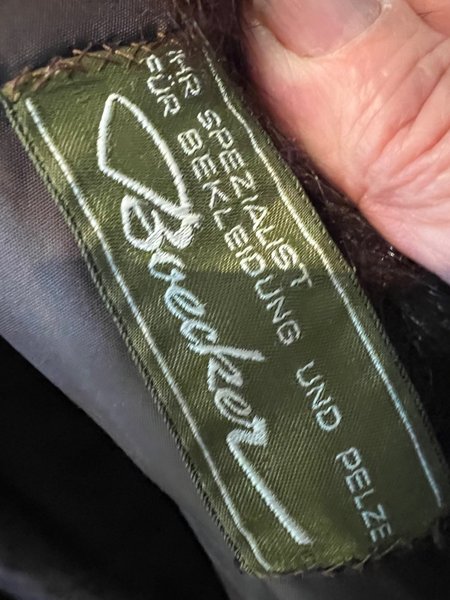 IHR SPEZIALIST
FÜR BEKLEIDUNG UND PELZE
Boecker